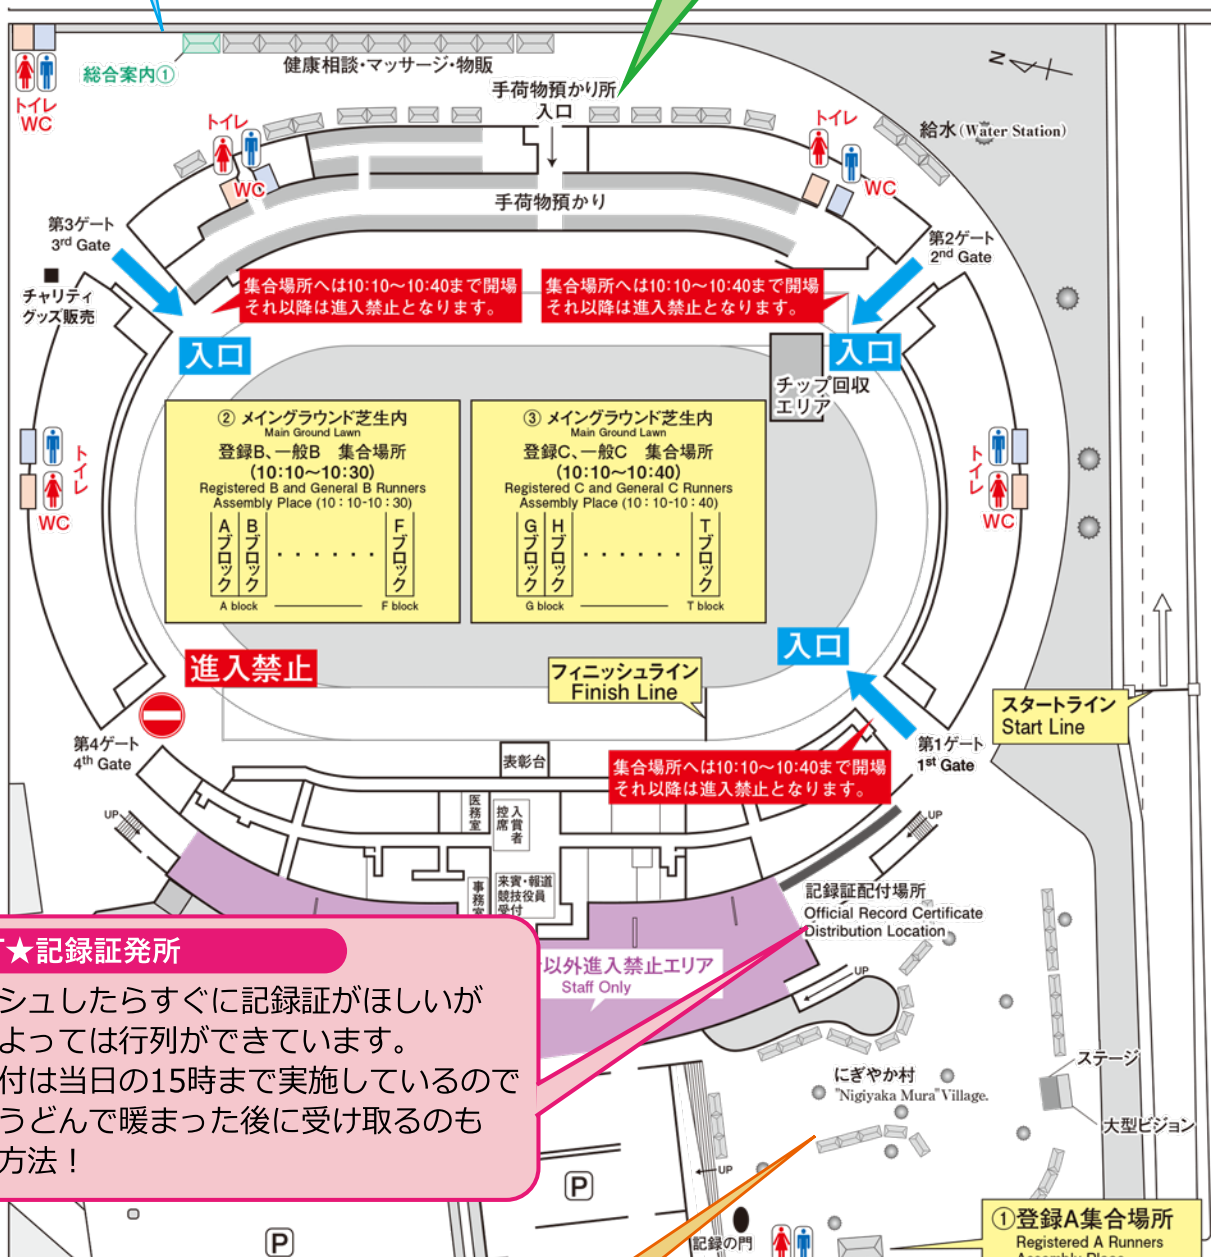 総合案内①
健康相談・マッサージ・物販
トイレ
WC
手荷物預かり所
入口
トイレ
WC
トイレ
WC
給水(Water Station)
N
手荷物預かり
第3ゲート
3rd Gate
第2ゲート
2nd Gate
チャリティ
グッズ販売
集合場所へは10:10〜10:40まで開場
それ以降は進入禁止となります。
集合場所へは10:10〜10:40まで開場
それ以降は進入禁止となります。
入口
入口
チップ回収
エリア
② メイングラウンド芝生内
Main Ground Lawn
登録B、一般B 集合場所
(10:10〜10:30)
Registered B and General B Runners
Assembly Place (10:10-10:30)
Aブロック
Bブロック
・・・・・・
Fブロック
A block
F block
③ メイングラウンド芝生内
Main Ground Lawn
登録C、一般C 集合場所
(10:10〜10:40)
Registered C and General C Runners
Assembly Place (10:10-10:40)
Gブロック
Hブロック
・・・・・・
Tブロック
G block
T block
トイレ
WC
トイレ
WC
進入禁止
入口
フィニッシュライン
Finish Line
スタートライン
Start Line
第4ゲート
4th Gate
第1ゲート
1st Gate
表彰台
集合場所へは10:10〜10:40まで開場
それ以降は進入禁止となります。
UP
UP
医務室
入賞者
控席
事務室
来賓・報道
競技役員
受付
記録証配付場所
Official Record Certificate
Distribution Location
以外進入禁止エリア
Staff Only
UP
★記録証発所
シュしたらすぐに記録証がほしいが
よっては行列ができています。
付は当日の15時まで実施しているので
うどんで暖まった後に受け取るのも
方法！
にぎやか村
"Nigiyaka Mura" Village.
ステージ
大型ビジョン
UP
P
P
記録の門
①登録A集合場所
Registered A Runners
Assembly Place